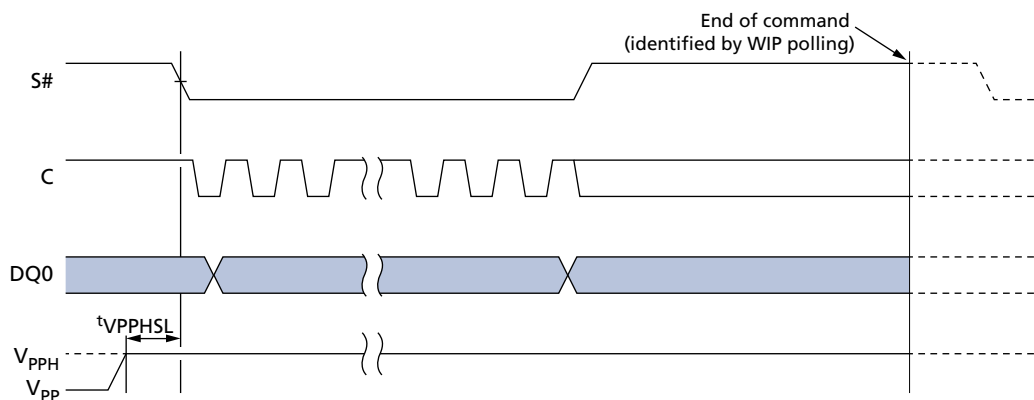 End of command
(identified by WIP polling)
S#
C
DQ0
tVPPHSL
VPPH
VPP